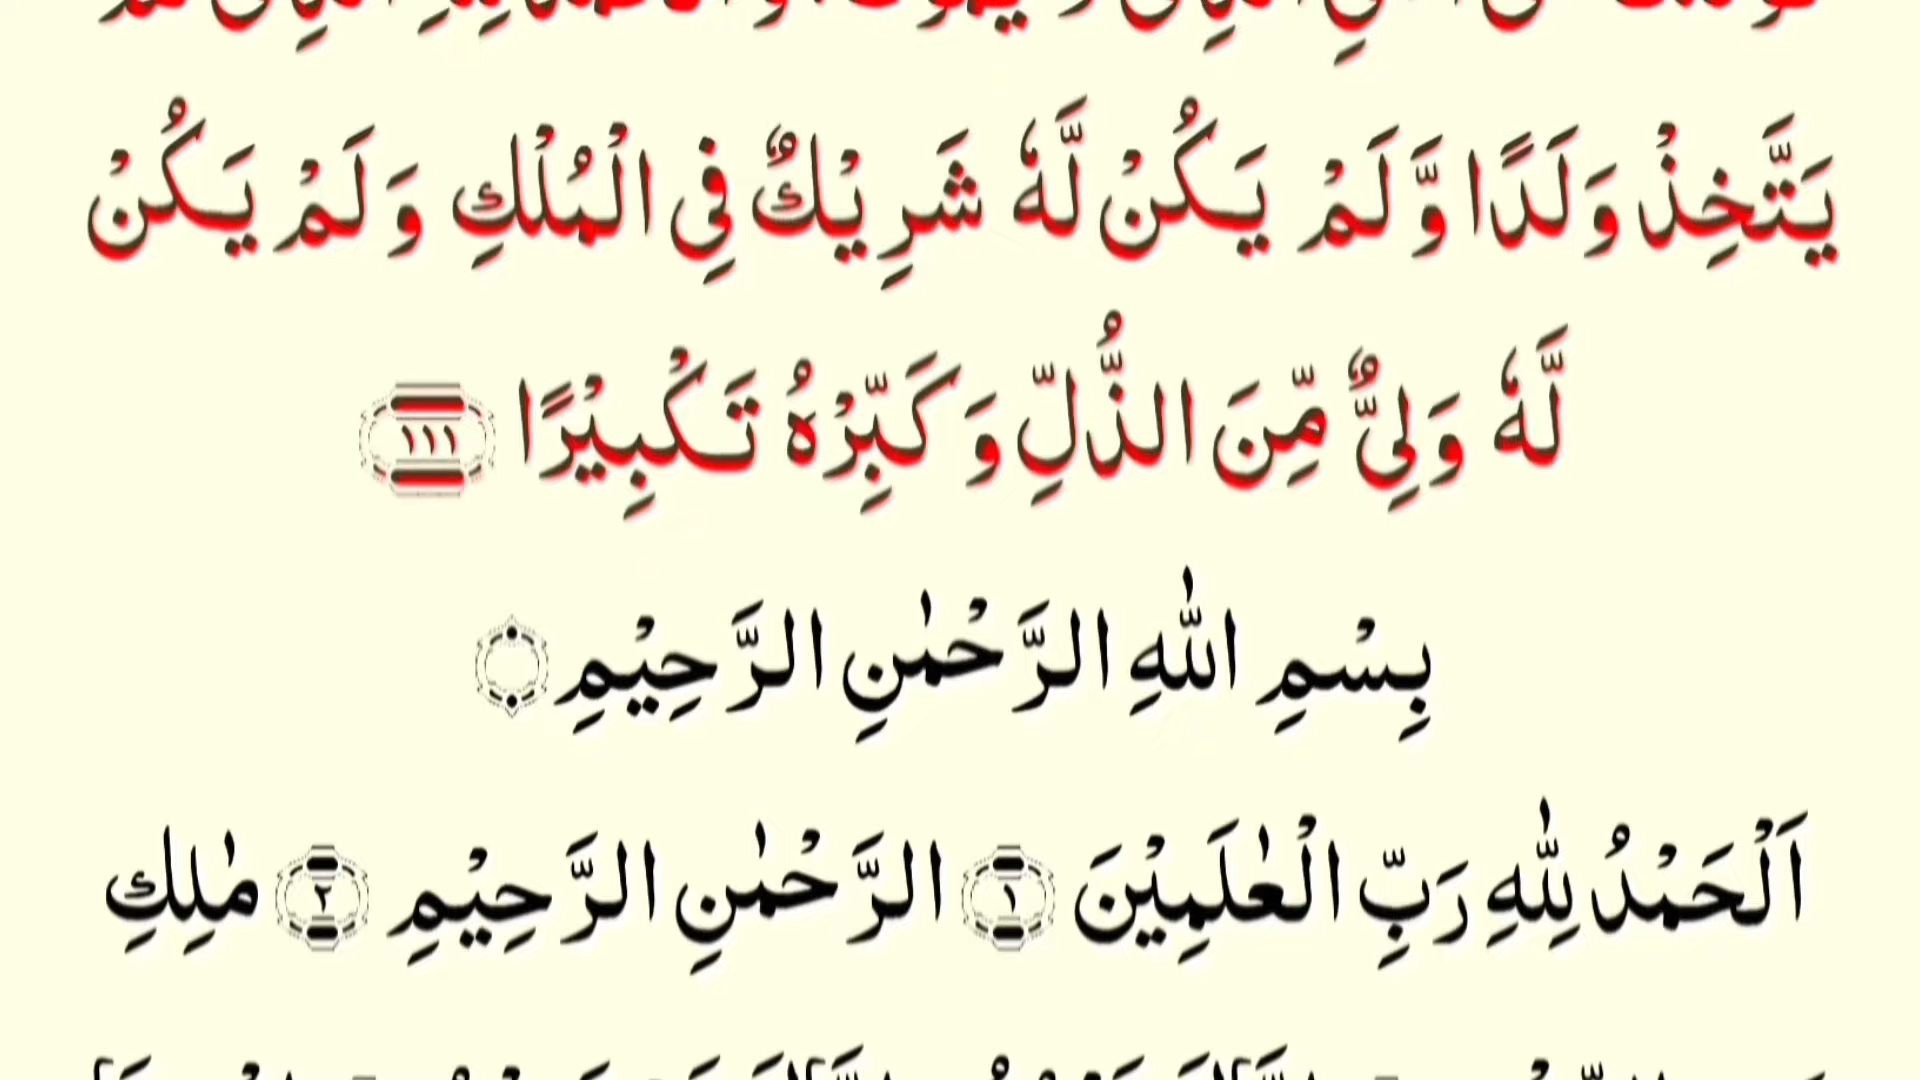 يَتَّخِذْ وَلَدًا وَّلَمْ يَكُنْ لَّهٗ شَرِيْكٌ فِى الْمُلْكِ وَلَمْ يَكُنْ
لَّهٗ وَلِىٌّ مِّنَ الذُّلِّ وَكَبِّرْهُ تَكْبِيْرًا ۝١١١
بِسْمِ اللّٰهِ الرَّحْمٰنِ الرَّحِيْمِ ۝
اَلْحَمْدُ لِلّٰهِ رَبِّ الْعٰلَمِيْنَ ۝١ الرَّحْمٰنِ الرَّحِيْمِ ۝٢ مٰلِكِ